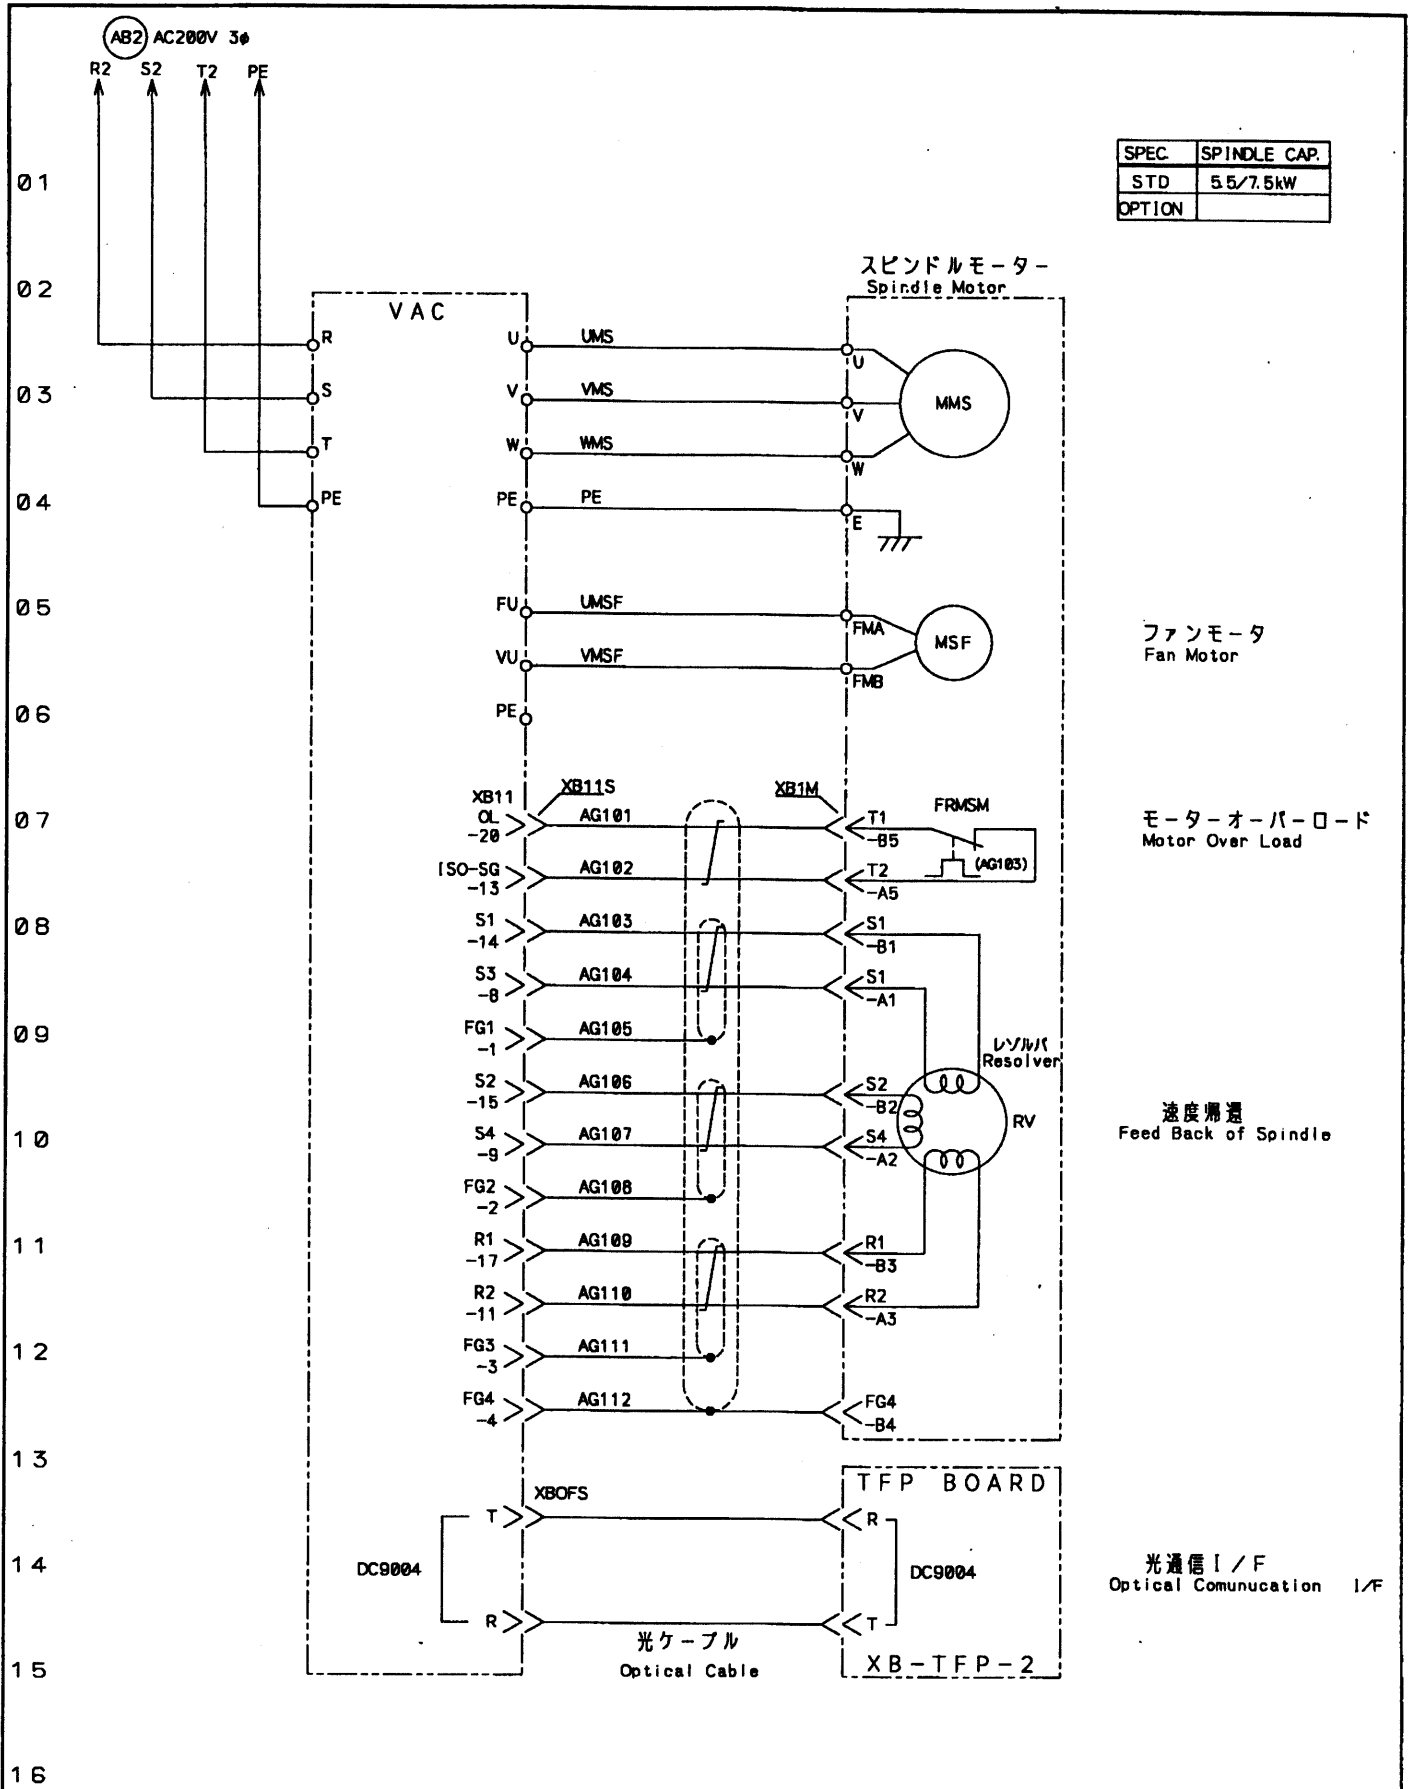 AB2 AC200V 3φ
R2 S2 T2 PE
SPEC. SPINDLE CAP.
STD 5.5/7.5kW
OPTION
01
02
03
04
05
06
07
08
09
10
11
12
13
14
15
16
スピンドルモーター
Spindle Motor
VAC
R
S
T
PE
U UMS U
V VMS V
W WMS W
PE PE E
MMS
FU UMSF FMA
VU VMSF FMB
PE
MSF
ファンモータ
Fan Motor
XB11 XB11S XB1M
OL AG101 T1 FRMSM
-20 -B5
ISO-SG AG102 T2 (AG103)
-13 -A5
モーターオーバーロード
Motor Over Load
S1 AG103 S1
-14 -B1
S3 AG104 S1
-8 -A1
FG1 AG105
-1
レゾルバ
Resolver
S2 AG106 S2
-15 -B2
RV
S4 AG107 S4
-9 -A2
速度帰還
Feed Back of Spindle
FG2 AG108
-2
R1 AG109 R1
-17 -B3
R2 AG110 R2
-11 -A3
FG3 AG111
-3
FG4 AG112 FG4
-4 -B4
TFP BOARD
XBOFS
T R
DC9004 DC9004
R T
光通信I/F
Optical Comunucation I/F
光ケーブル
Optical Cable
XB-TFP-2